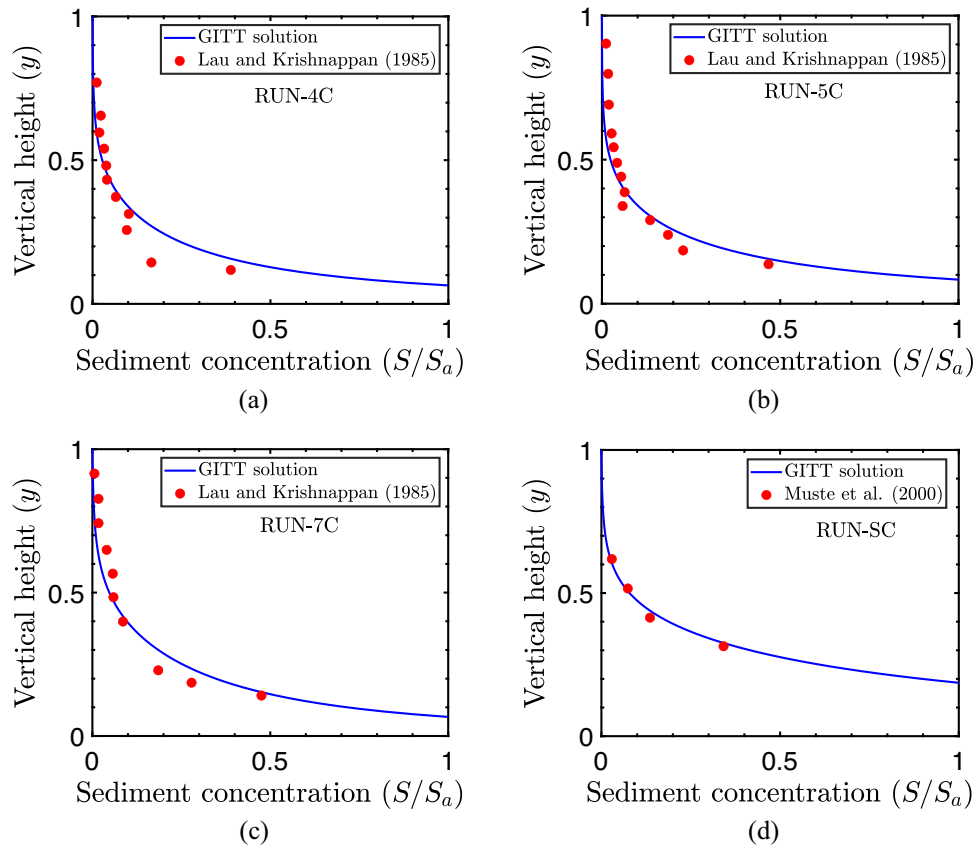 GITT solution
Lau and Krishnappan (1985)
RUN-4C
Vertical height (y)
1
0.5
0
0 0.5 1
Sediment concentration (S/Sₐ)
(a)
GITT solution
Lau and Krishnappan (1985)
RUN-5C
Vertical height (y)
1
0.5
0
0 0.5 1
Sediment concentration (S/Sₐ)
(b)
GITT solution
Lau and Krishnappan (1985)
RUN-7C
Vertical height (y)
1
0.5
0
0 0.5 1
Sediment concentration (S/Sₐ)
(c)
GITT solution
Muste et al. (2000)
RUN-SC
Vertical height (y)
1
0.5
0
0 0.5 1
Sediment concentration (S/Sₐ)
(d)